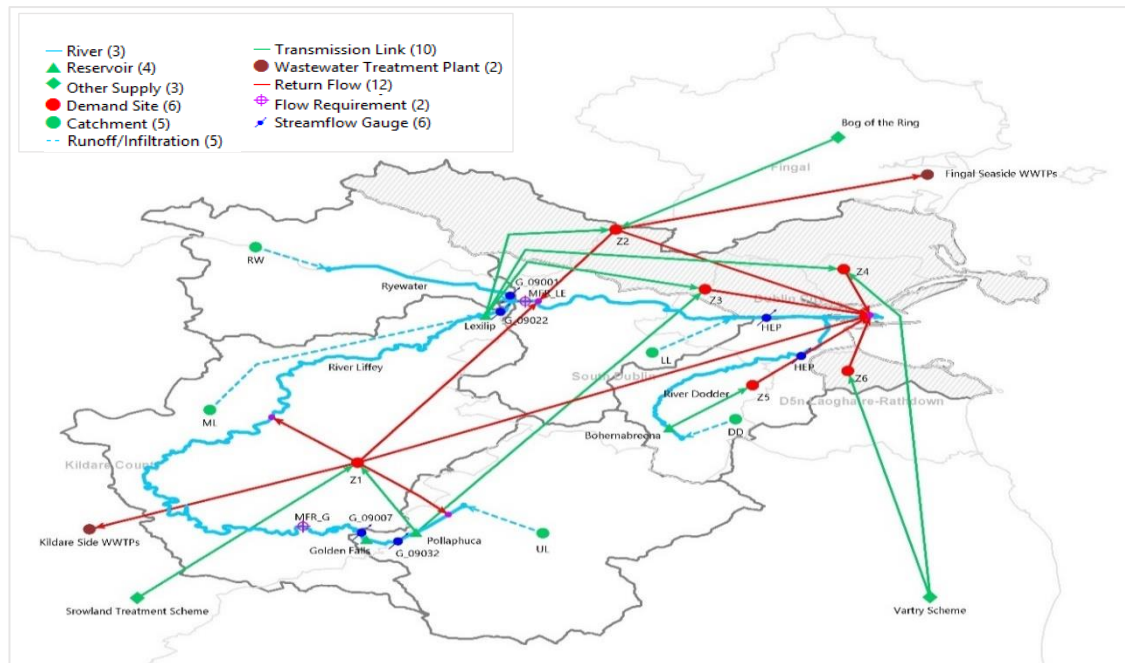 River (3)
Reservoir (4)
Other Supply (3)
Demand Site (6)
Catchment (5)
Runoff/Infiltration (5)
Transmission Link (10)
Wastewater Treatment Plant (2)
Return Flow (12)
Flow Requirement (2)
Streamflow Gauge (6)
Bog of the Ring
Fingal
Fingal Seaside WWTPs
Z2
RW
Z4
Ryewater
G_09001
MFR_LE
Z3
Dublin City
Lexilip
G_09022
HEP
River Liffey
LL
HEP
South Dublin
Z6
River Dodder
Z5
D5n Laoghaire-Rathdown
ML
Bohernabreena
DD
Kildare County
Z1
MFR_G
G_09007
Kildare Side WWTPs
Golden Falls
G_09032
Pollaphuca
UL
Srowland Treatment Scheme
Vartry Scheme